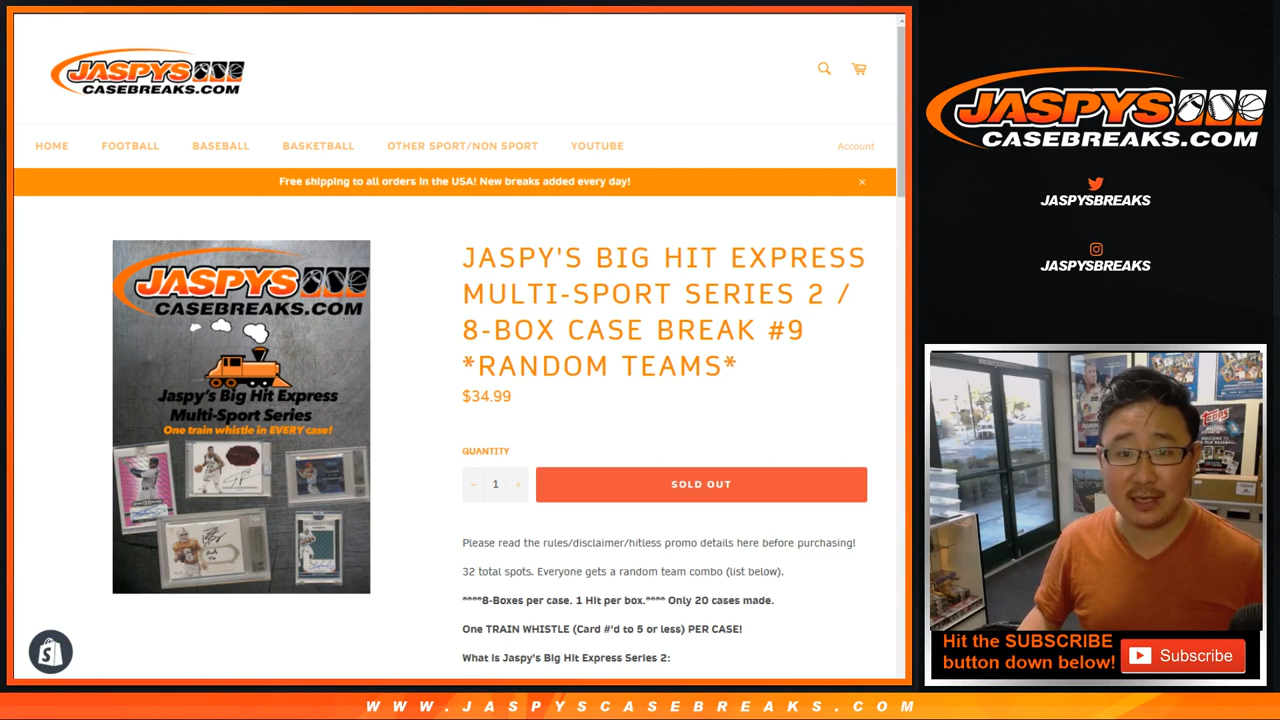 JASPYS
CASEBREAKS.COM
HOME FOOTBALL BASEBALL BASKETBALL OTHER SPORT/NON SPORT YOUTUBE Account
Free shipping to all orders in the USA! New breaks added every day! ×
JASPYS
CASEBREAKS.COM
Jaspy's Big Hit Express
Multi-Sport Series
One train whistle in EVERY case!
JASPY'S BIG HIT EXPRESS
MULTI-SPORT SERIES 2 /
8-BOX CASE BREAK #9
*RANDOM TEAMS*
$34.99
QUANTITY
− 1 +
SOLD OUT
Please read the rules/disclaimer/hitless promo details here before purchasing!
32 total spots. Everyone gets a random team combo (list below).
****8-Boxes per case. 1 Hit per box.**** Only 20 cases made.
One TRAIN WHISTLE (Card #'d to 5 or less) PER CASE!
What is Jaspy's Big Hit Express Series 2:
JASPYS
CASEBREAKS.COM
JASPYSBREAKS
JASPYSBREAKS
TOPPS
WELCOME TO
Hit the SUBSCRIBE
button down below!
Subscribe
WWW.JASPYSCASEBREAKS.COM